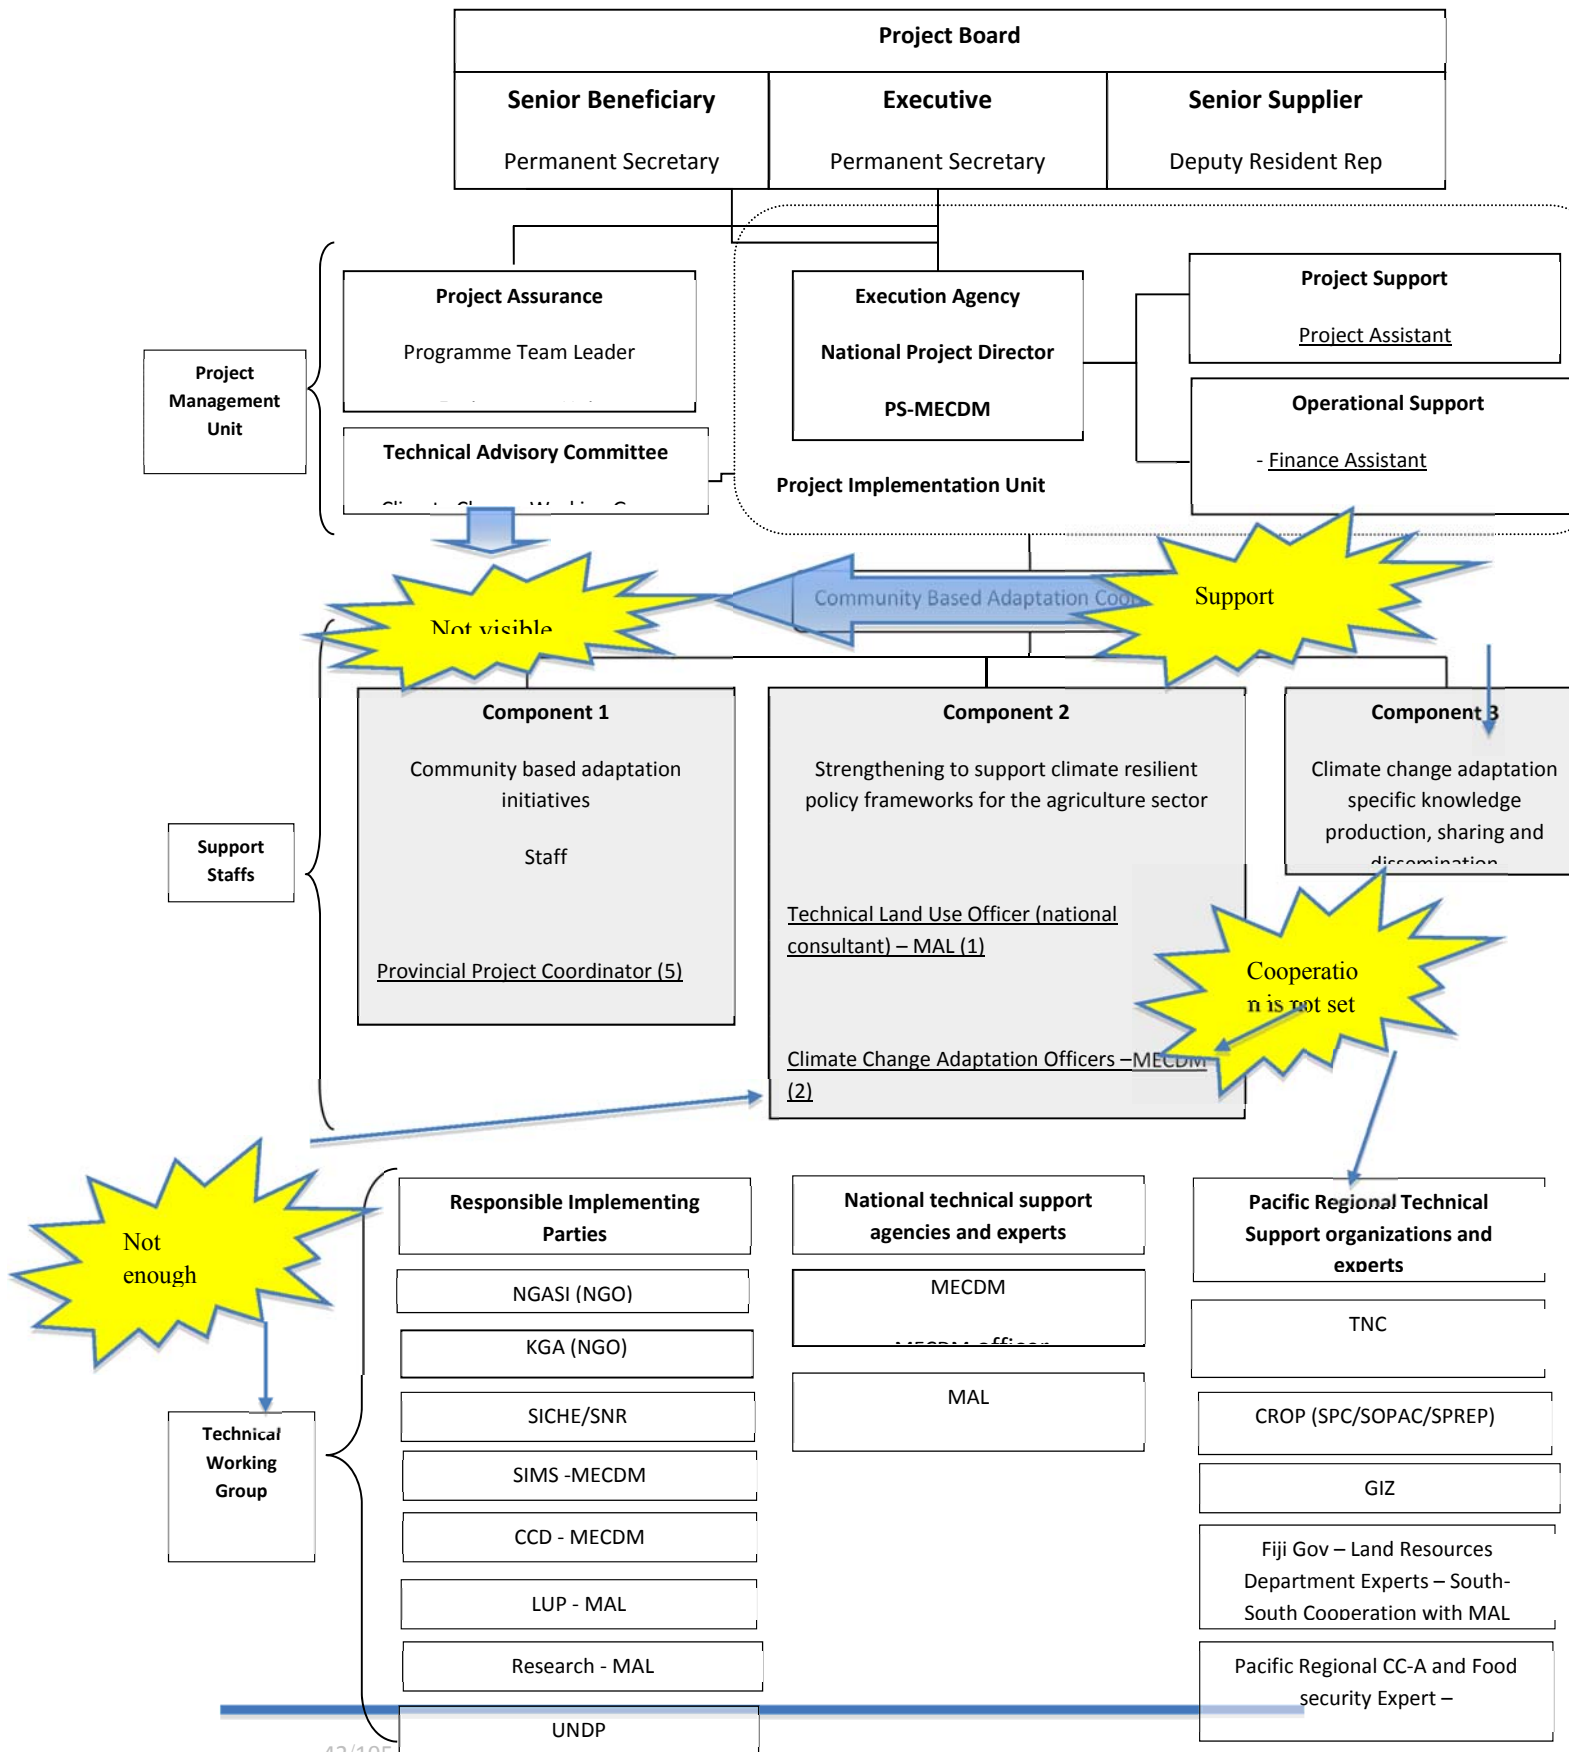 Project Board
Senior Beneficiary
Permanent Secretary
Executive
Permanent Secretary
Senior Supplier
Deputy Resident Rep
Project
Management
Unit
Project Assurance
Programme Team Leader
Technical Advisory Committee
Climate Change Working
Execution Agency
National Project Director
PS-MECDM
Project Implementation Unit
Project Support
Project Assistant
Operational Support
- Finance Assistant
Not visible
Community Based Adaptation
Support
Support
Staffs
Component 1
Community based adaptation
initiatives
Staff
Provincial Project Coordinator (5)
Component 2
Strengthening to support climate resilient
policy frameworks for the agriculture sector
Technical Land Use Officer (national
consultant) – MAL (1)
Climate Change Adaptation Officers –MECDM
(2)
Component 3
Climate change adaptation
specific knowledge
production, sharing and
dissemination
Cooperatio
n is not set
Not
enough
Technical
Working
Group
Responsible Implementing
Parties
NGASI (NGO)
KGA (NGO)
SICHE/SNR
SIMS -MECDM
CCD - MECDM
LUP - MAL
Research - MAL
UNDP
National technical support
agencies and experts
MECDM
MECDM officer
MAL
Pacific Regional Technical
Support organizations and
experts
TNC
CROP (SPC/SOPAC/SPREP)
GIZ
Fiji Gov – Land Resources
Department Experts – South-
South Cooperation with MAL
Pacific Regional CC-A and Food
security Expert –